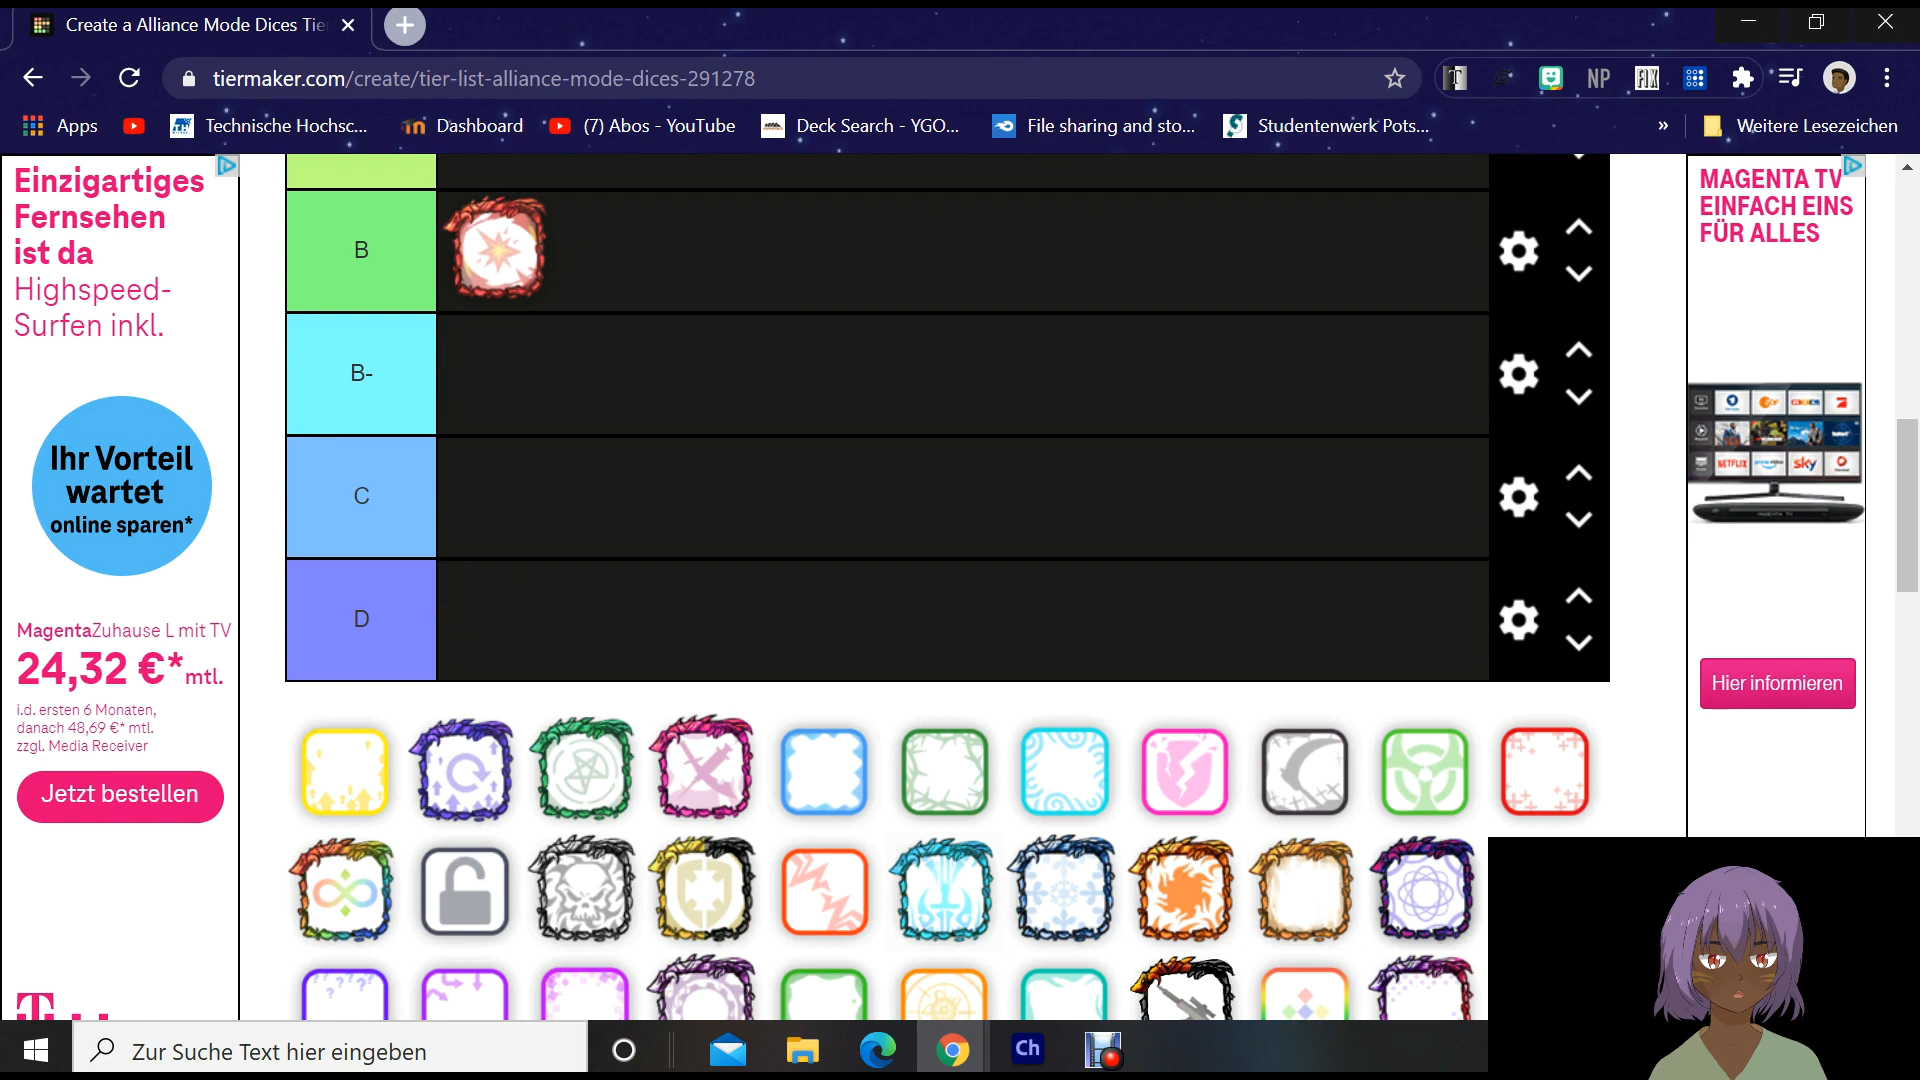 Create a Alliance Mode Dices Tie
tiermaker.com/create/tier-list-alliance-mode-dices-291278
NP
FIX
Apps
Technische Hochsc...
Dashboard
(7) Abos - YouTube
Deck Search - YGO...
File sharing and sto...
Studentenwerk Pots...
»
Weitere Lesezeichen
Einzigartiges
Fernsehen
ist da
Highspeed-
Surfen inkl.
Ihr Vorteil
wartet
online sparen*
MagentaZuhause L mit TV
24,32 €* mtl.
i.d. ersten 6 Monaten,
danach 48,69 €* mtl.
zzgl. Media Receiver
Jetzt bestellen
B
B-
C
D
MAGENTA TV
EINFACH EINS
FÜR ALLES
NETFLIX
sky
Hier informieren
Zur Suche Text hier eingeben
Ch